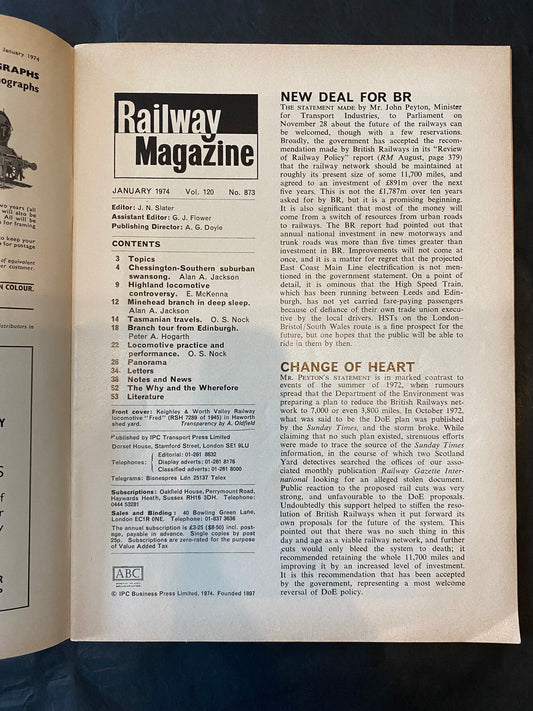 January 1974
GRAPHS
nographs
years (all
will also be
All will be
for framing
to keep your
for postage
of equivalent
er customer.
N COLOUR.
distributors in
Y
S
f
r
y
R
P
Railway
Magazine
JANUARY 1974 Vol. 120 No. 873
Editor: J. N. Slater
Assistant Editor: G. J. Flower
Publishing Director: A. G. Doyle
CONTENTS
3 Topics
4 Chessington-Southern suburban
swansong. Alan A. Jackson
9 Highland locomotive
controversy. E. McKenna
12 Minehead branch in deep sleep.
Alan A. Jackson
14 Tasmanian travels. O. S. Nock
18 Branch tour from Edinburgh.
Peter A. Hogarth
22 Locomotive practice and
performance. O. S. Nock
26 Panorama
34 Letters
38 Notes and News
52 The Why and the Wherefore
53 Literature
Front cover: Keighley & Worth Valley Railway
locomotive "Fred" (RSH 7289 of 1945) in Haworth
shed yard. Transparency by A. Oldfield
Published by IPC Transport Press Limited
Dorset House, Stamford Street, London SE1 9LU
Editorial: 01-261 8632
Telephones: Display adverts: 01-261 8176
Classified adverts: 01-261 8000
Telegrams: Bisnespres Ldn 25137 Telex
Subscriptions: Oakfield House, Perrymount Road,
Haywards Heath, Sussex RH16 3DH. Telephone:
0444 53281
Sales and Binding: 40 Bowling Green Lane,
London EC1R 0NE. Telephone: 01-837 3636
The annual subscription is £3·25 ($8·50) incl. post-
age, payable in advance. Single copies by post
25p. Subscriptions are zero-rated for the purpose
of Value Added Tax
ABC
© IPC Business Press Limited, 1974. Founded 1897
NEW DEAL FOR BR
THE STATEMENT MADE by Mr. John Peyton, Minister
for Transport Industries, to Parliament on
November 28 about the future of the railways can
be welcomed, though with a few reservations.
Broadly, the government has accepted the recom-
mendation made by British Railways in its "Review
of Railway Policy" report (RM August, page 379)
that the railway network should be maintained at
roughly its present size of some 11,700 miles, and
agreed to an investment of £891m over the next
five years. This is not the £1,787m over ten years
asked for by BR, but it is a promising beginning.
It is also significant that most of the money will
come from a switch of resources from urban roads
to railways. The BR report had pointed out that
annual national investment in new motorways and
trunk roads was more than five times greater than
investment in BR. Improvements will not come at
once, and it is a matter for regret that the projected
East Coast Main Line electrification is not men-
tioned in the government statement. On a point of
detail, it is ominous that the High Speed Train,
which has been running between Leeds and Edin-
burgh, has not yet carried fare-paying passengers
because of defiance of their own trade union execu-
tive by the local drivers. HSTs on the London–
Bristol/South Wales route is a fine prospect for the
future, but one hopes that the public will be able to
ride in them by then.
CHANGE OF HEART
MR. PEYTON'S STATEMENT is in marked contrast to
events of the summer of 1972, when rumours
spread that the Department of the Environment was
preparing a plan to reduce the British Railways net-
work to 7,000 or even 3,800 miles. In October 1972,
what was said to be the DoE plan was published
by the Sunday Times, and the storm broke. While
claiming that no such plan existed, strenuous efforts
were made to trace the source of the Sunday Times
information, in the course of which two Scotland
Yard detectives searched the offices of our asso-
ciated monthly publication Railway Gazette Inter-
national looking for an alleged stolen document.
Public reaction to the proposed rail cuts was very
strong, and unfavourable to the DoE proposals.
Undoubtedly this support helped to stiffen the reso-
lution of British Railways when it put forward its
own proposals for the future of the system. This
pointed out that there was no such thing in this
day and age as a viable railway network, and further
cuts would only bleed the system to death; it
recommended retaining the whole 11,700 miles and
improving it by an increased level of investment.
It is this recommendation that has been accepted
by the government, representing a most welcome
reversal of DoE policy.